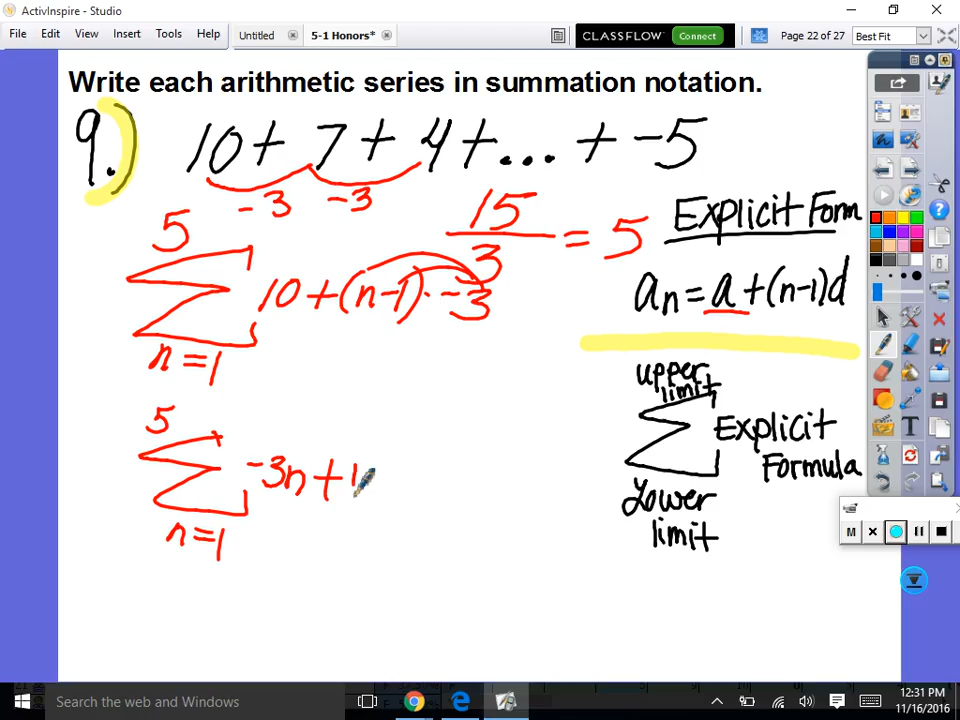 ActivInspire - Studio
File Edit View Insert Tools Help Untitled 5-1 Honors* CLASSFLOW Connect Page 22 of 27 Best Fit
Write each arithmetic series in summation notation.
9.) 10 + 7 + 4 + ... + -5
-3 -3
15/3 = 5
Explicit Form
5
Σ 10 + (n-1)·-3
n=1
an = a + (n-1)d
5
Σ -3n + 1
n=1
upper limit
Σ Explicit Formula
Lower limit
M
Search the web and Windows
12:31 PM
11/16/2016